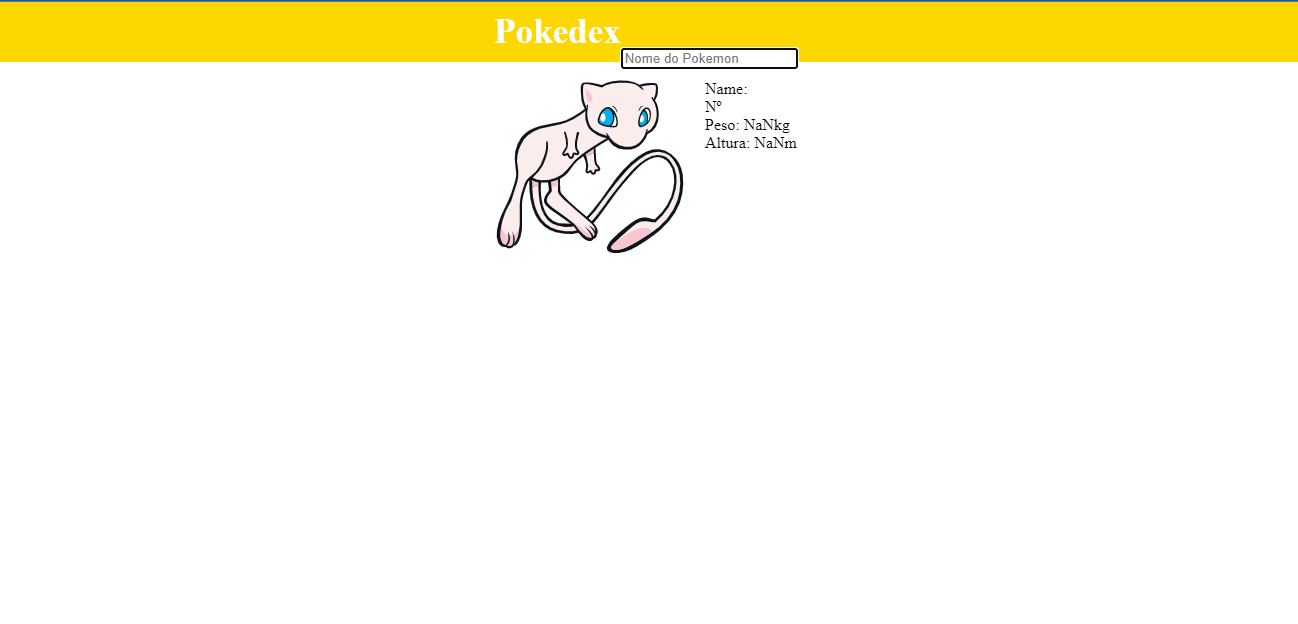 Pokedex
Nome do Pokemon
Name:
Nº
Peso: NaNkg
Altura: NaNm